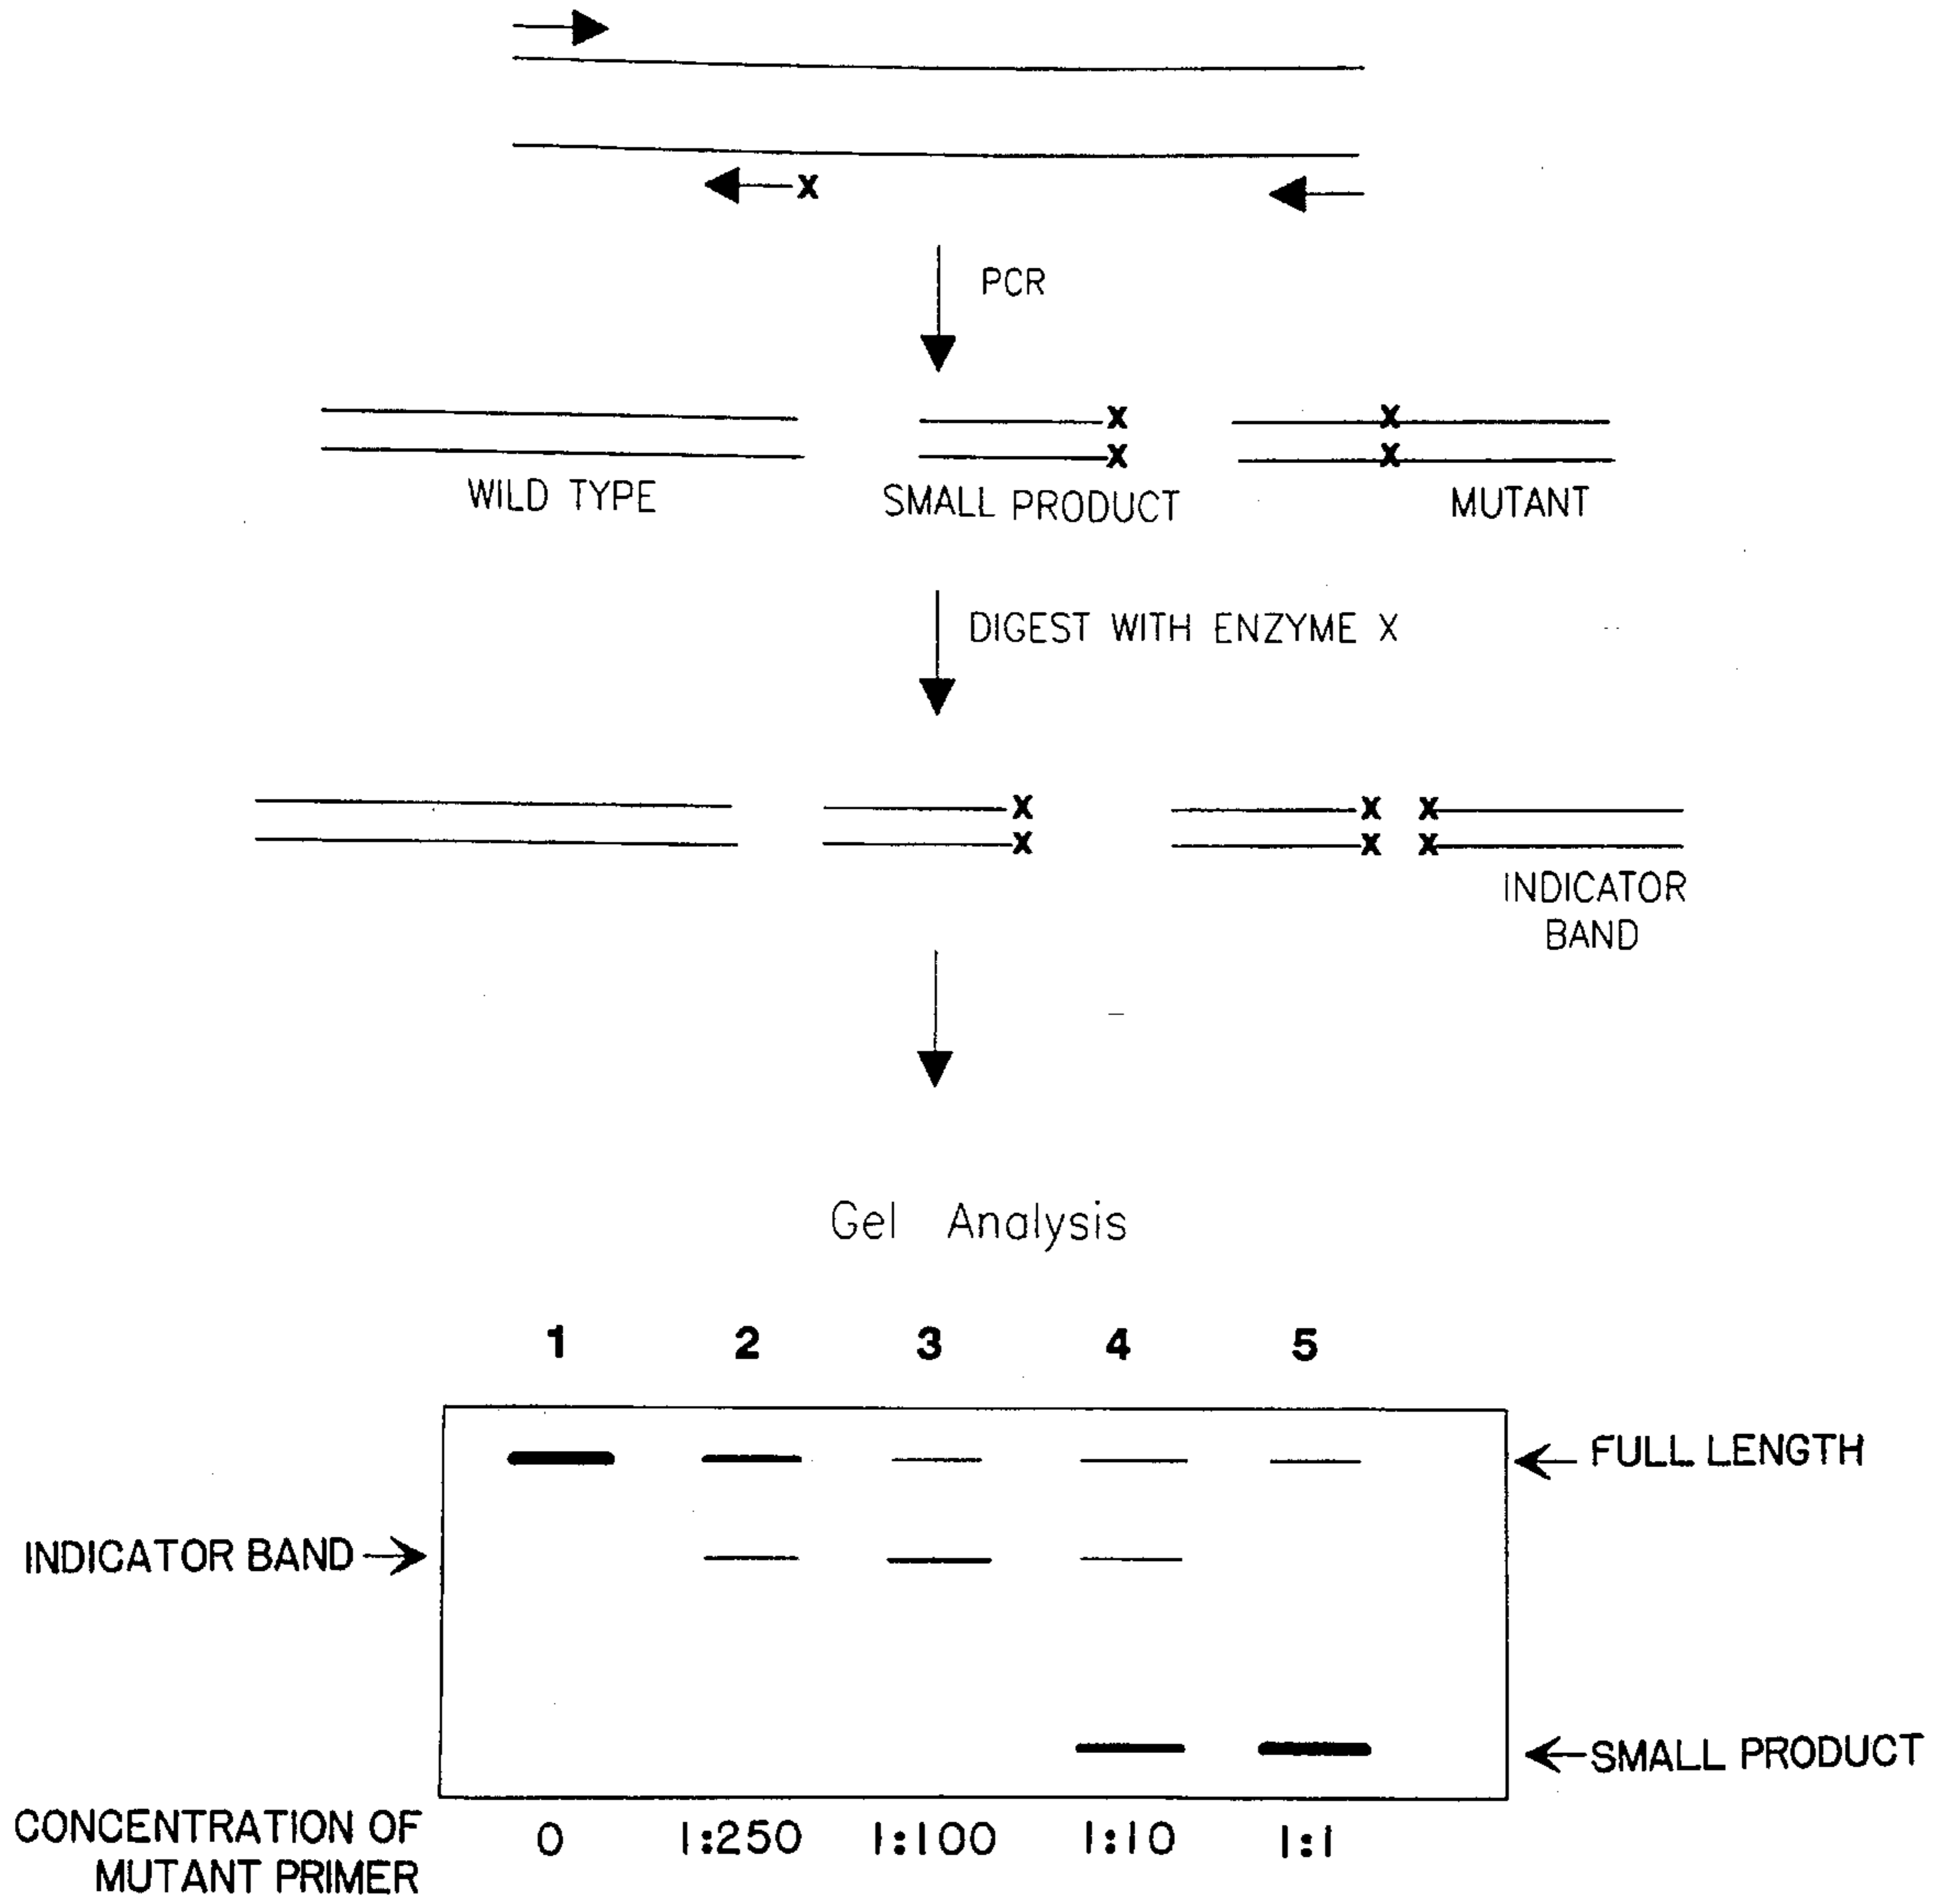 X
PCR
X X
X X
WILD TYPE SMALL PRODUCT MUTANT
DIGEST WITH ENZYME X
X X X
X X X
INDICATOR
BAND
Gel Analysis
1 2 3 4 5
FULL LENGTH
INDICATOR BAND
SMALL PRODUCT
CONCENTRATION OF
MUTANT PRIMER
0 1:250 1:100 1:10 1:1